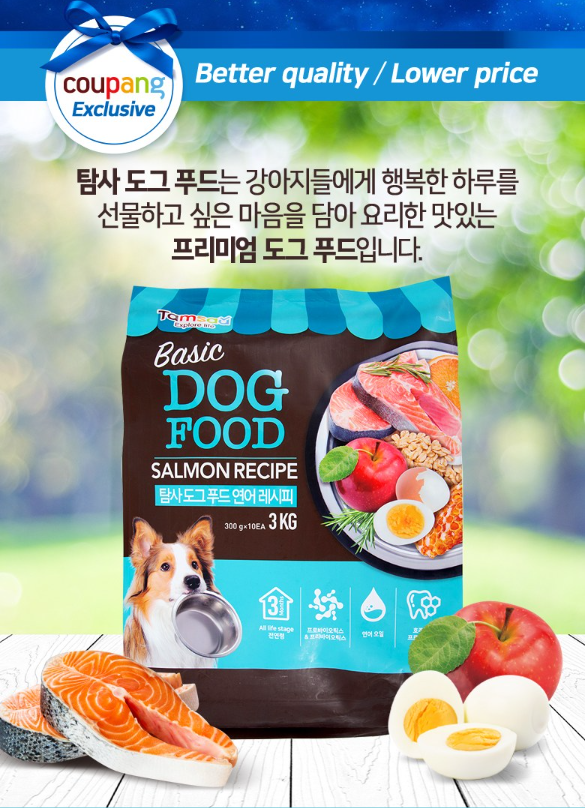 coupang
Exclusive
Better quality / Lower price
탐사 도그 푸드는 강아지들에게 행복한 하루를
선물하고 싶은 마음을 담아 요리한 맛있는
프리미엄 도그 푸드입니다.
Tamsaa
Explore life
Basic
DOG
FOOD
SALMON RECIPE
탐사 도그 푸드 연어 레시피
300 g×10EA 3 KG
3 MONTH
All life stage
전연령
프로바이오틱스
& 프리바이오틱스
연어 오일